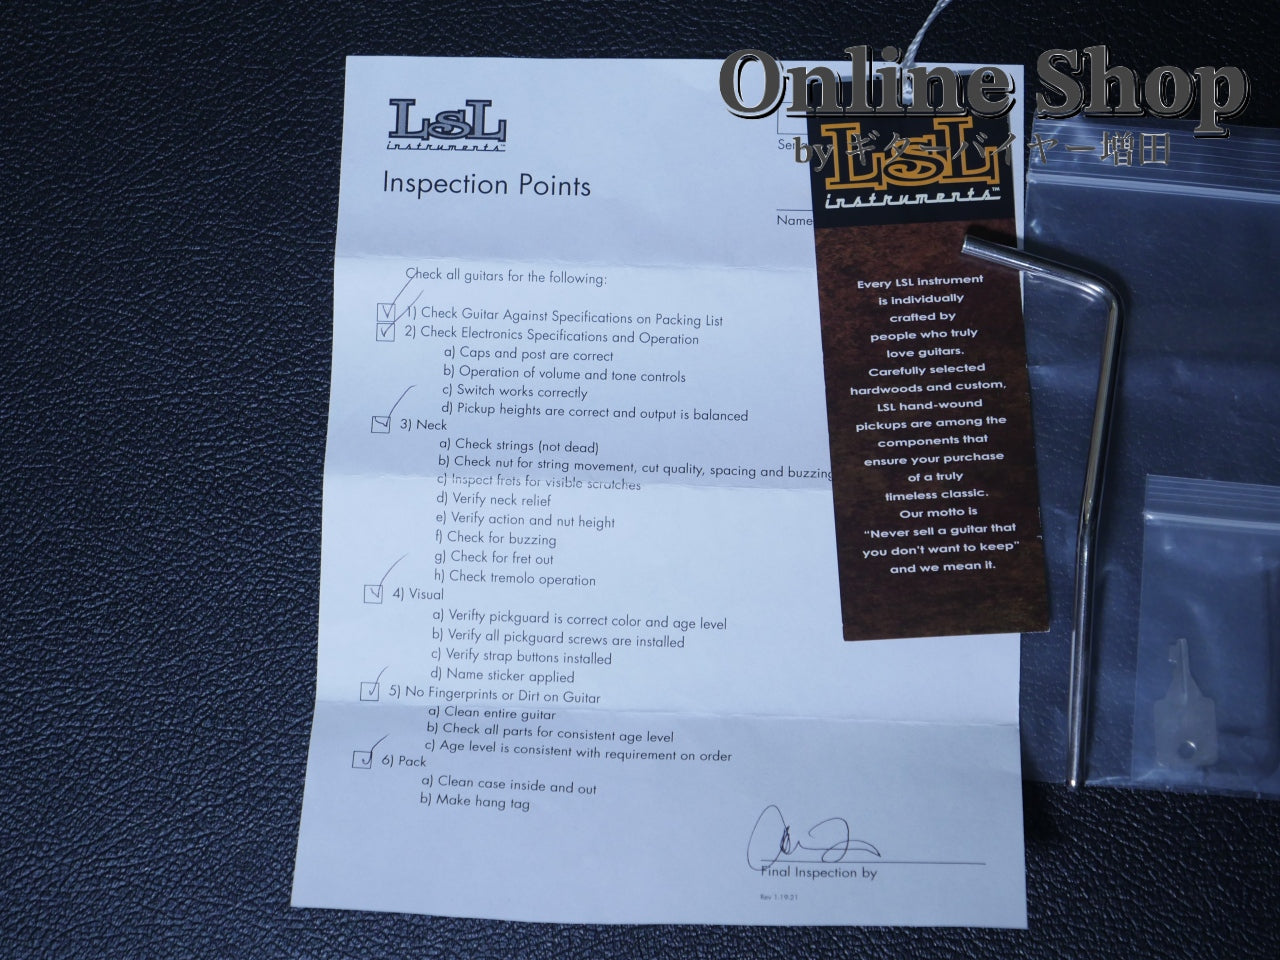 Online Shop
by ギターバイヤー増田
LsL
instruments™
Inspection Points
Name
Check all guitars for the following:
1) Check Guitar Against Specifications on Packing List
2) Check Electronics Specifications and Operation
a) Caps and post are correct
b) Operation of volume and tone controls
c) Switch works correctly
d) Pickup heights are correct and output is balanced
3) Neck
a) Check strings (not dead)
b) Check nut for string movement, cut quality, spacing and buzzing
c) Inspect frets for visible scratches
d) Verify neck relief
e) Verify action and nut height
f) Check for buzzing
g) Check for fret out
h) Check tremolo operation
4) Visual
a) Verifty pickguard is correct color and age level
b) Verify all pickguard screws are installed
c) Verify strap buttons installed
d) Name sticker applied
5) No Fingerprints or Dirt on Guitar
a) Clean entire guitar
b) Check all parts for consistent age level
c) Age level is consistent with requirement on order
6) Pack
a) Clean case inside and out
b) Make hang tag
Final Inspection by
Rev 1-19-21
LsL
instruments™
Every LSL instrument
is individually
crafted by
people who truly
love guitars.
Carefully selected
hardwoods and custom,
LSL hand-wound
pickups are among the
components that
ensure your purchase
of a truly
timeless classic.
Our motto is
"Never sell a guitar that
you don't want to keep"
and we mean it.